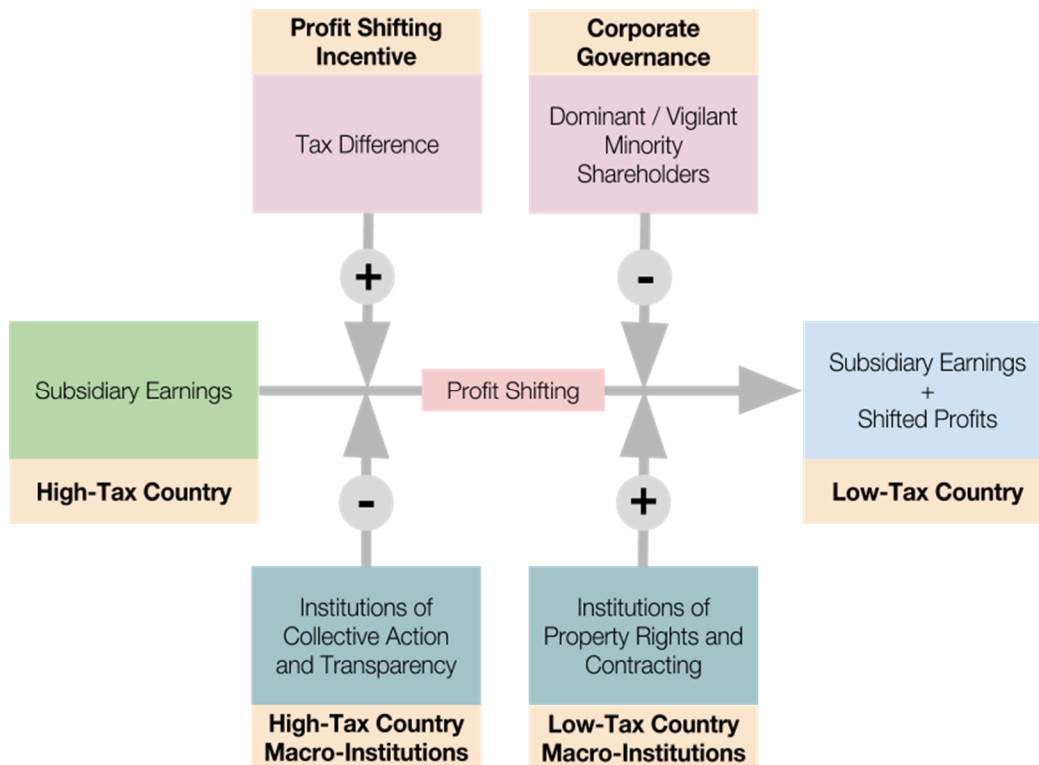 Profit Shifting
Incentive
Tax Difference
Corporate
Governance
Dominant / Vigilant
Minority
Shareholders
+
-
Subsidiary Earnings
High-Tax Country
Profit Shifting
Subsidiary Earnings
+
Shifted Profits
Low-Tax Country
-
+
Institutions of
Collective Action
and Transparency
High-Tax Country
Macro-Institutions
Institutions of
Property Rights and
Contracting
Low-Tax Country
Macro-Institutions